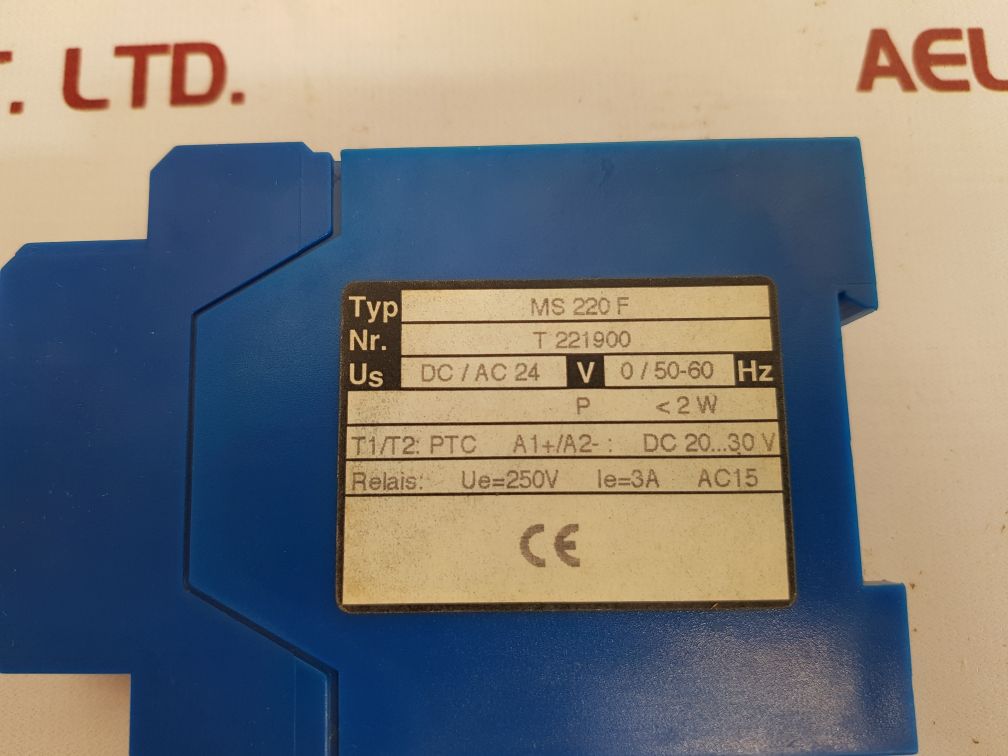 T. LTD.
AEL
Typ MS 220 F
Nr. T 221900
Us DC / AC 24 V 0 / 50-60 Hz
P < 2 W
T1/T2: PTC A1+/A2- : DC 20...30 V
Relais: Ue=250V Ie=3A AC15
CE